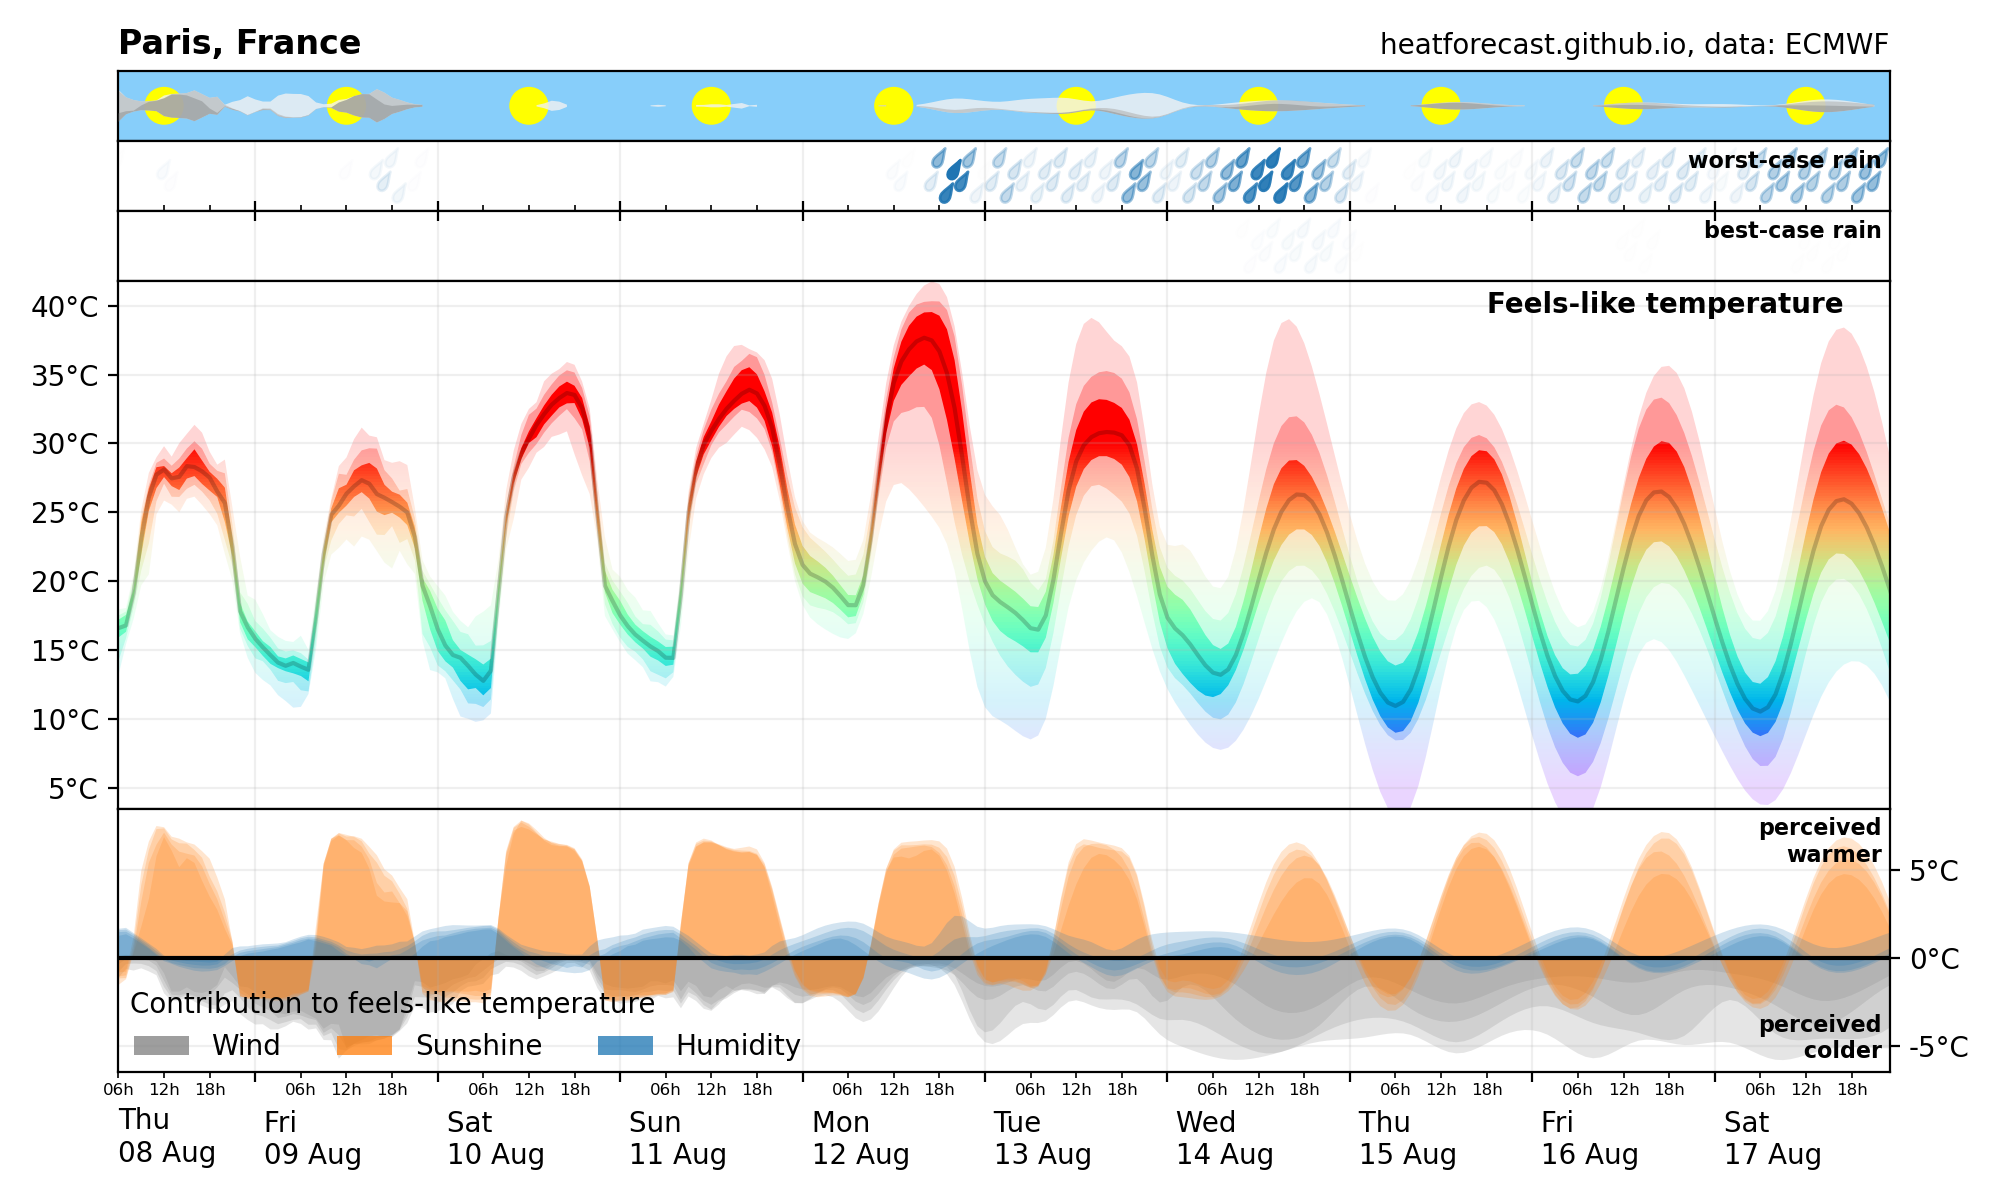 Paris, France
heatforecast.github.io, data: ECMWF
worst-case rain
best-case rain
Feels-like temperature
40°C
35°C
30°C
25°C
20°C
15°C
10°C
5°C
perceived
warmer
5°C
0°C
perceived
colder
-5°C
Contribution to feels-like temperature
Wind Sunshine Humidity
06h 12h 18h 06h 12h 18h 06h 12h 18h 06h 12h 18h 06h 12h 18h 06h 12h 18h 06h 12h 18h 06h 12h 18h 06h 12h 18h 06h 12h 18h
Thu Fri Sat Sun Mon Tue Wed Thu Fri Sat
08 Aug 09 Aug 10 Aug 11 Aug 12 Aug 13 Aug 14 Aug 15 Aug 16 Aug 17 Aug